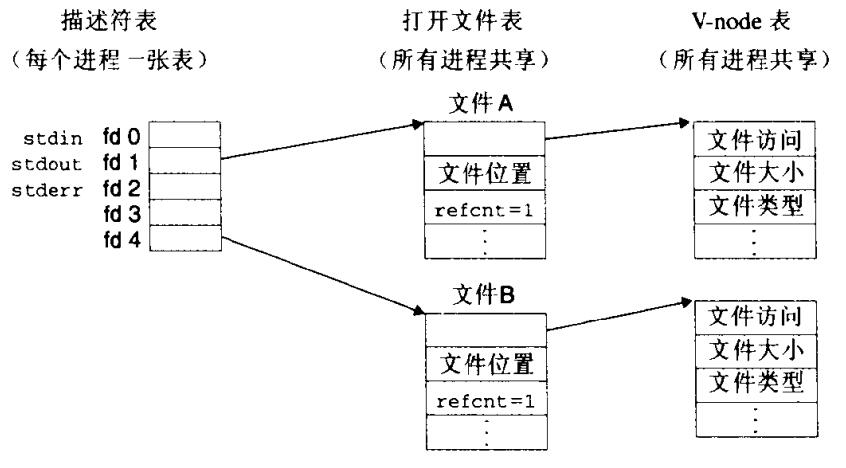 描述符表
（每个进程一张表）
打开文件表
（所有进程共享）
V-node 表
（所有进程共享）
stdin fd 0
stdout fd 1
stderr fd 2
fd 3
fd 4
文件 A
文件位置
refcnt=1
⋮
文件访问
文件大小
文件类型
⋮
文件B
文件位置
refcnt=1
⋮
文件访问
文件大小
文件类型
⋮